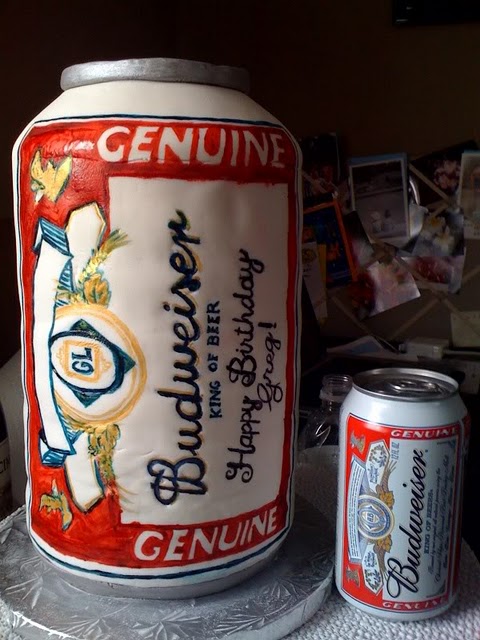 GENUINE
GL
Budweiser
KING OF BEER
Happy Birthday
Greg!
GENUINE
GENUINE
Budweiser
KING OF BEERS
GENUINE